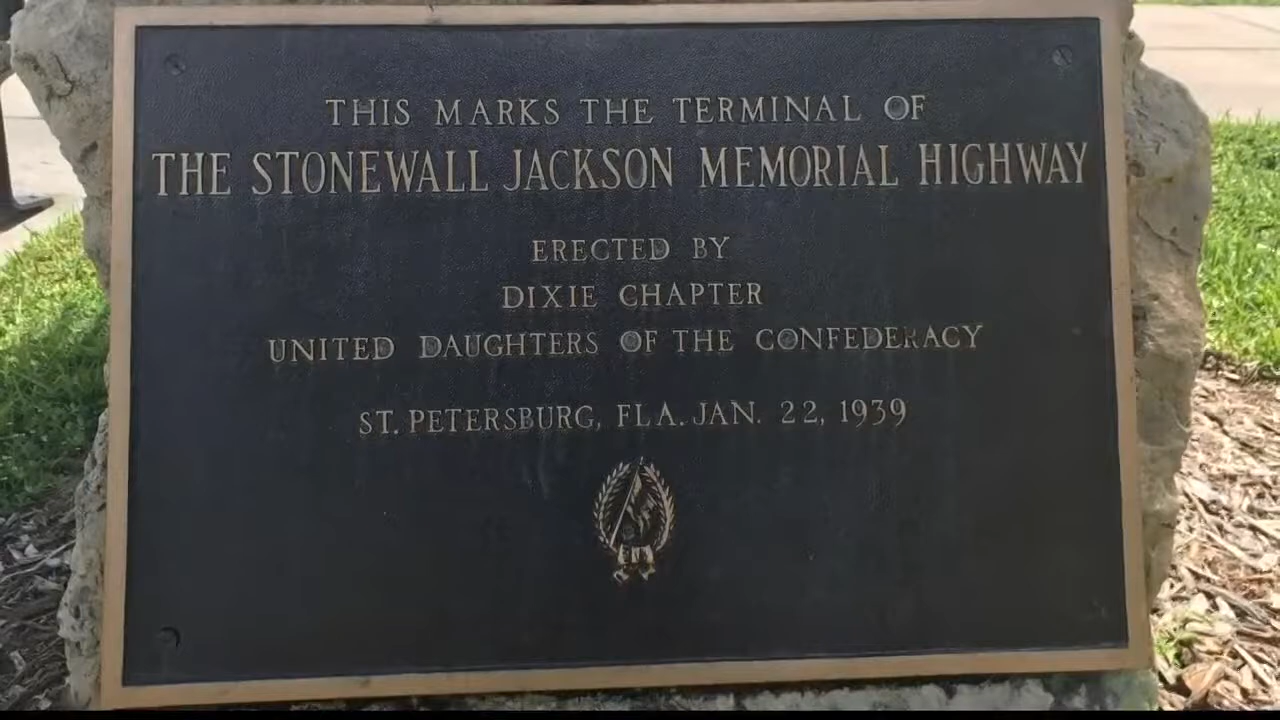 THIS MARKS THE TERMINAL OF
THE STONEWALL JACKSON MEMORIAL HIGHWAY
ERECTED BY
DIXIE CHAPTER
UNITED DAUGHTERS OF THE CONFEDERACY
ST. PETERSBURG, FLA. JAN. 22, 1939